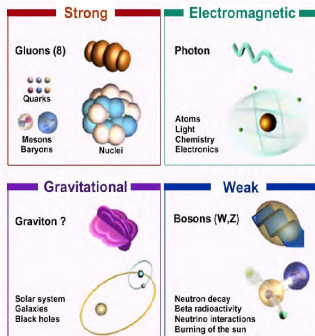 Strong
Gluons (8)
Quarks
Mesons
Baryons
Nuclei
Electromagnetic
Photon
Atoms
Light
Chemistry
Electronics
Gravitational
Graviton ?
Solar system
Galaxies
Black holes
Weak
Bosons (W,Z)
Neutron decay
Beta radioactivity
Neutrino interactions
Burning of the sun